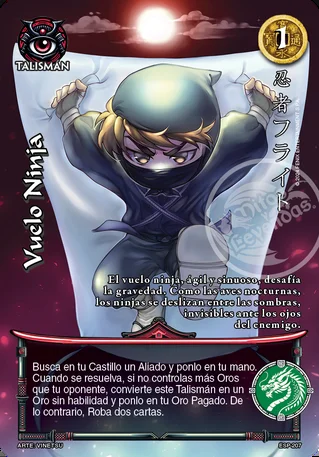 TALISMAN
1
忍者フライト
Vuelo Ninja
Mitos y Leyendas
El vuelo ninja, ágil y sinuoso, desafía
la gravedad. Como las aves nocturnas,
los ninjas se deslizan entre las sombras,
invisibles ante los ojos
del enemigo.
Busca en tu Castillo un Aliado y ponlo en tu mano.
Cuando se resuelva, si no controlas más Oros
que tu oponente, convierte este Talismán en un
Oro sin habilidad y ponlo en tu Oro Pagado. De
lo contrario, Roba dos cartas.
ARTE: VINETSU
ESP-207